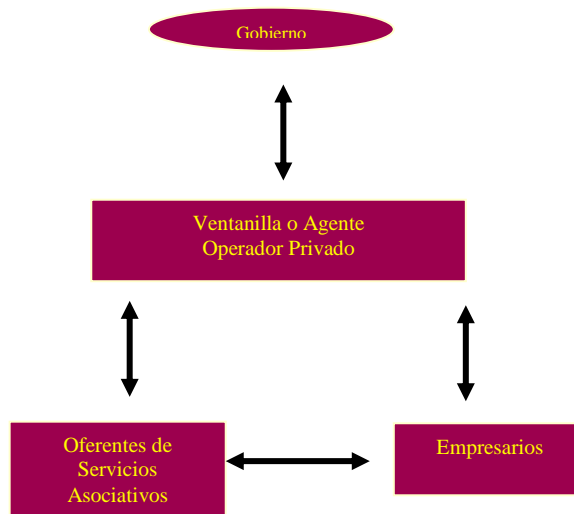 Gobierno
Ventanilla o Agente
Operador Privado
Oferentes de
Servicios
Asociativos
Empresarios